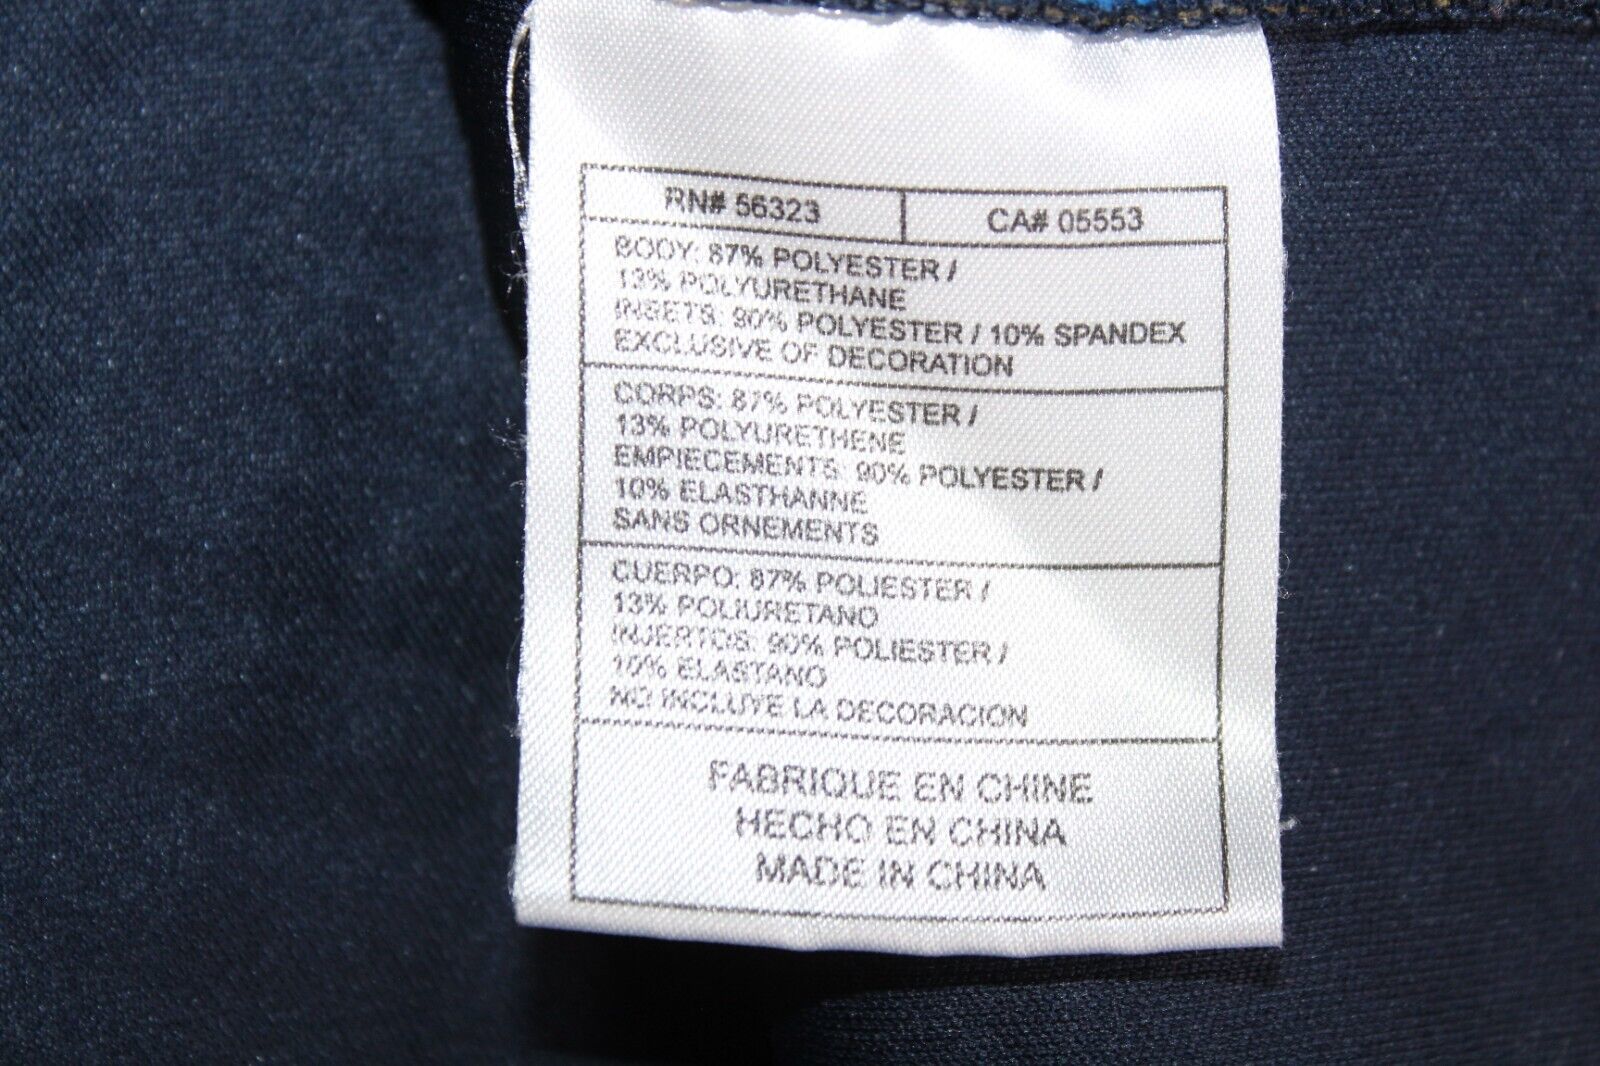 RN# 56323 CA# 05553
BODY: 87% POLYESTER /
13% POLYURETHANE
INSETS: 90% POLYESTER / 10% SPANDEX
EXCLUSIVE OF DECORATION
CORPS: 87% POLYESTER /
13% POLYURETHENE
EMPIECEMENTS: 90% POLYESTER /
10% ELASTHANNE
SANS ORNEMENTS
CUERPO: 87% POLIESTER /
13% POLIURETANO
INJERTOS: 90% POLIESTER /
10% ELASTANO
NO INCLUYE LA DECORACION
FABRIQUE EN CHINE
HECHO EN CHINA
MADE IN CHINA